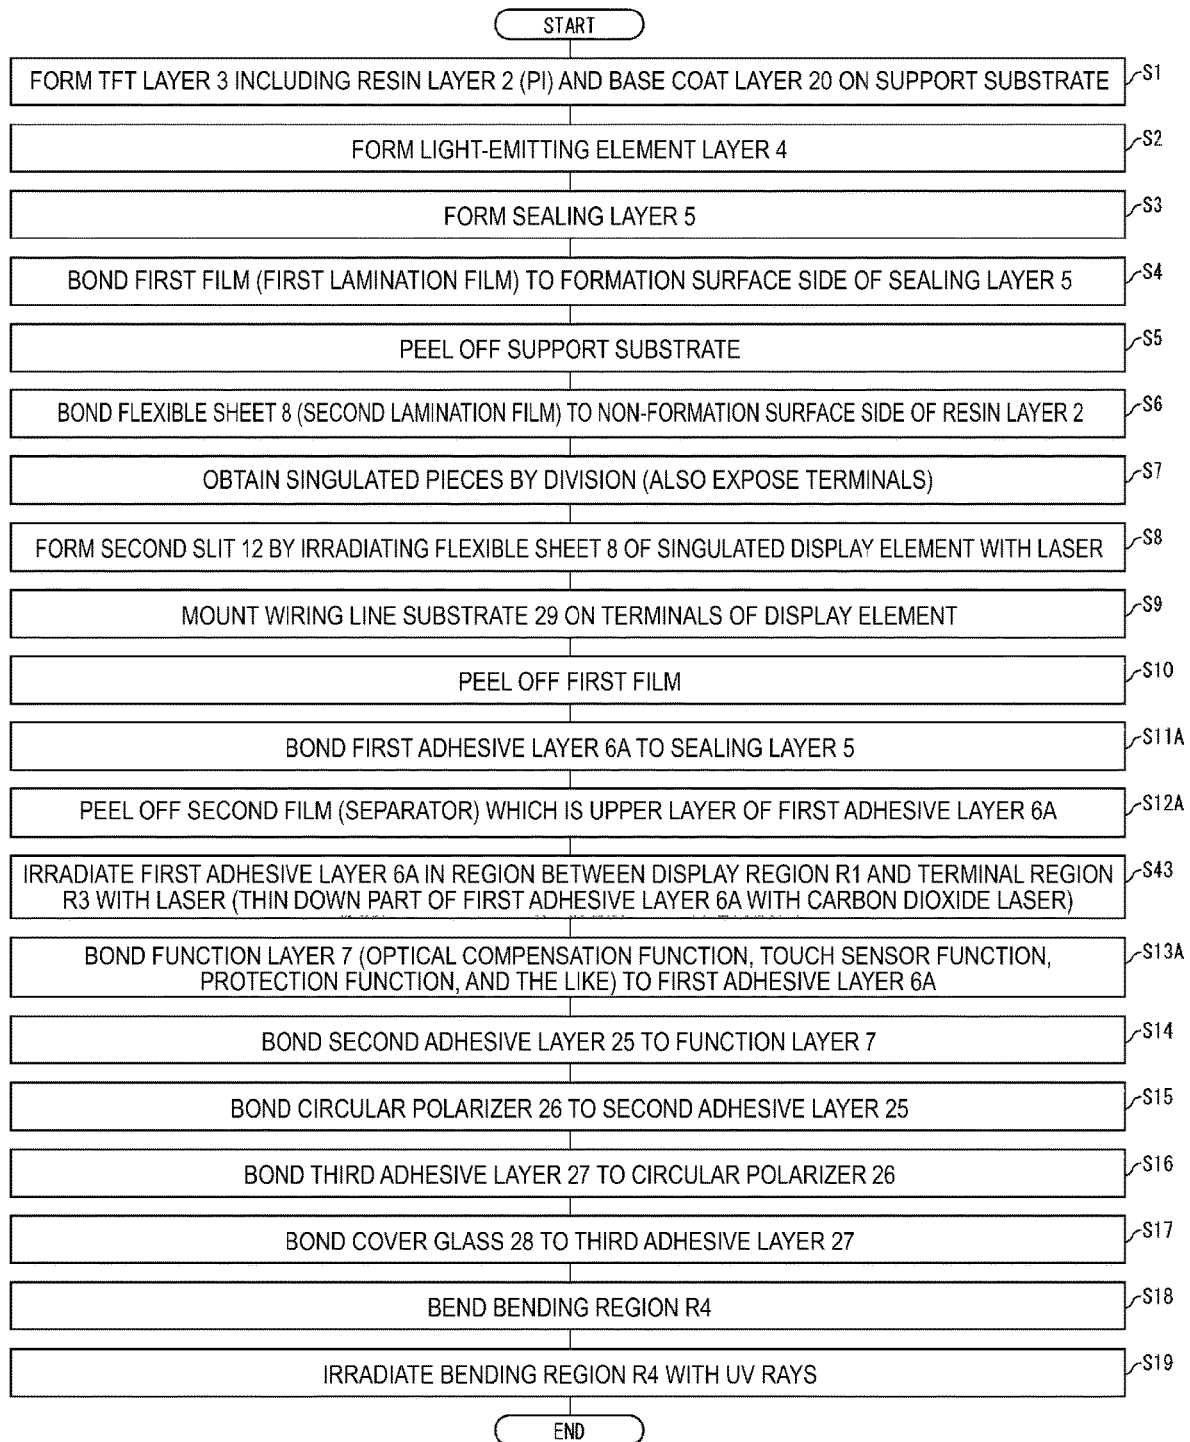 START
FORM TFT LAYER 3 INCLUDING RESIN LAYER 2 (PI) AND BASE COAT LAYER 20 ON SUPPORT SUBSTRATE S1
FORM LIGHT-EMITTING ELEMENT LAYER 4 S2
FORM SEALING LAYER 5 S3
BOND FIRST FILM (FIRST LAMINATION FILM) TO FORMATION SURFACE SIDE OF SEALING LAYER 5 S4
PEEL OFF SUPPORT SUBSTRATE S5
BOND FLEXIBLE SHEET 8 (SECOND LAMINATION FILM) TO NON-FORMATION SURFACE SIDE OF RESIN LAYER 2 S6
OBTAIN SINGULATED PIECES BY DIVISION (ALSO EXPOSE TERMINALS) S7
FORM SECOND SLIT 12 BY IRRADIATING FLEXIBLE SHEET 8 OF SINGULATED DISPLAY ELEMENT WITH LASER S8
MOUNT WIRING LINE SUBSTRATE 29 ON TERMINALS OF DISPLAY ELEMENT S9
PEEL OFF FIRST FILM S10
BOND FIRST ADHESIVE LAYER 6A TO SEALING LAYER 5 S11A
PEEL OFF SECOND FILM (SEPARATOR) WHICH IS UPPER LAYER OF FIRST ADHESIVE LAYER 6A S12A
IRRADIATE FIRST ADHESIVE LAYER 6A IN REGION BETWEEN DISPLAY REGION R1 AND TERMINAL REGION S43
R3 WITH LASER (THIN DOWN PART OF FIRST ADHESIVE LAYER 6A WITH CARBON DIOXIDE LASER)
BOND FUNCTION LAYER 7 (OPTICAL COMPENSATION FUNCTION, TOUCH SENSOR FUNCTION, S13A
PROTECTION FUNCTION, AND THE LIKE) TO FIRST ADHESIVE LAYER 6A
BOND SECOND ADHESIVE LAYER 25 TO FUNCTION LAYER 7 S14
BOND CIRCULAR POLARIZER 26 TO SECOND ADHESIVE LAYER 25 S15
BOND THIRD ADHESIVE LAYER 27 TO CIRCULAR POLARIZER 26 S16
BOND COVER GLASS 28 TO THIRD ADHESIVE LAYER 27 S17
BEND BENDING REGION R4 S18
IRRADIATE BENDING REGION R4 WITH UV RAYS S19
END